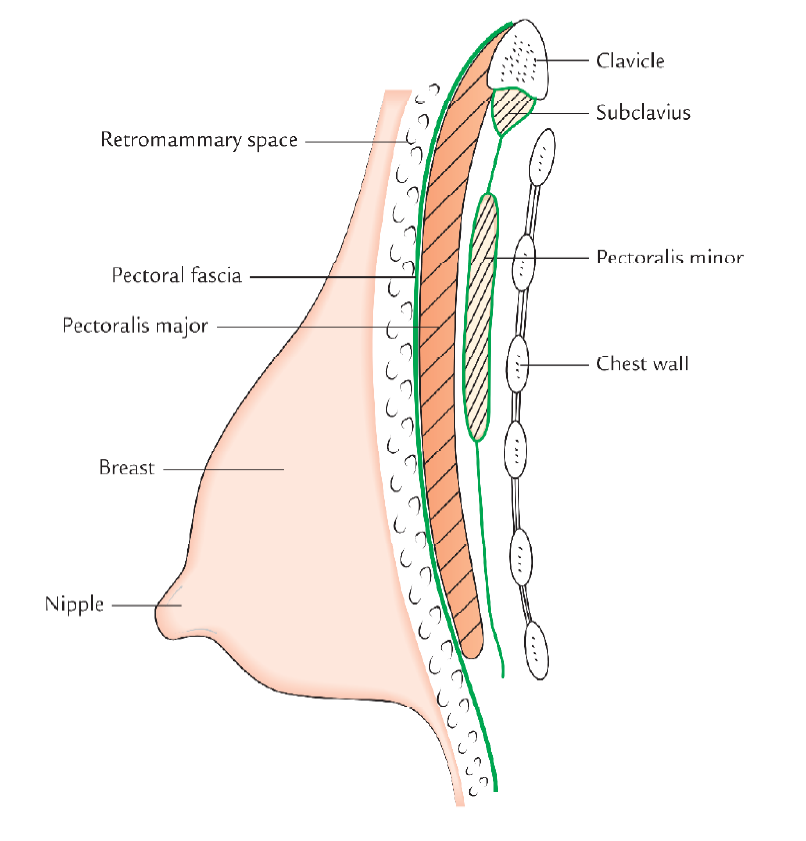 Clavicle
Subclavius
Retromammary space
Pectoralis minor
Pectoral fascia
Pectoralis major
Chest wall
Breast
Nipple